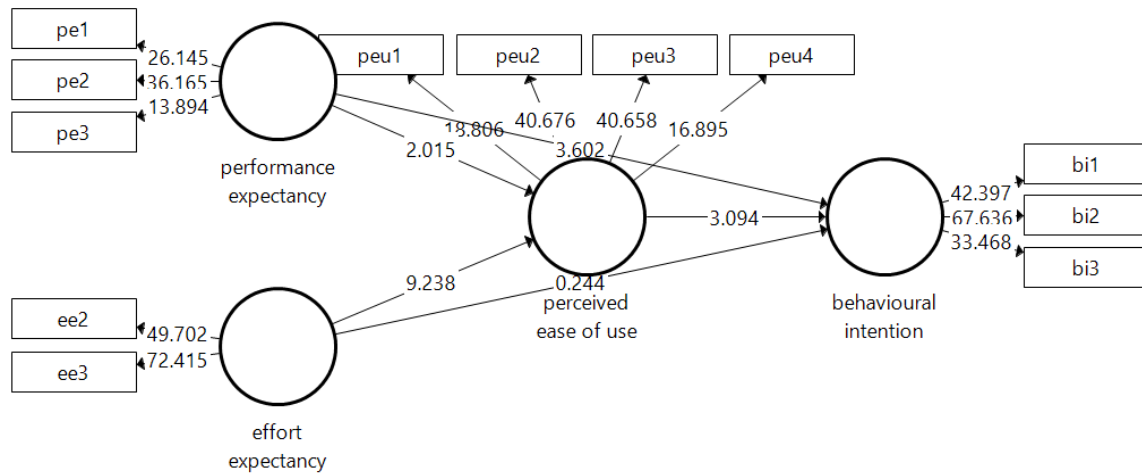 pe1
pe2
pe3
26.145
36.165
13.894
performance
expectancy
peu1
peu2
peu3
peu4
18.806
40.676
40.658
16.895
2.015
3.602
9.238
3.094
0.244
perceived
ease of use
behavioural
intention
42.397
67.636
33.468
bi1
bi2
bi3
ee2
ee3
49.702
72.415
effort
expectancy